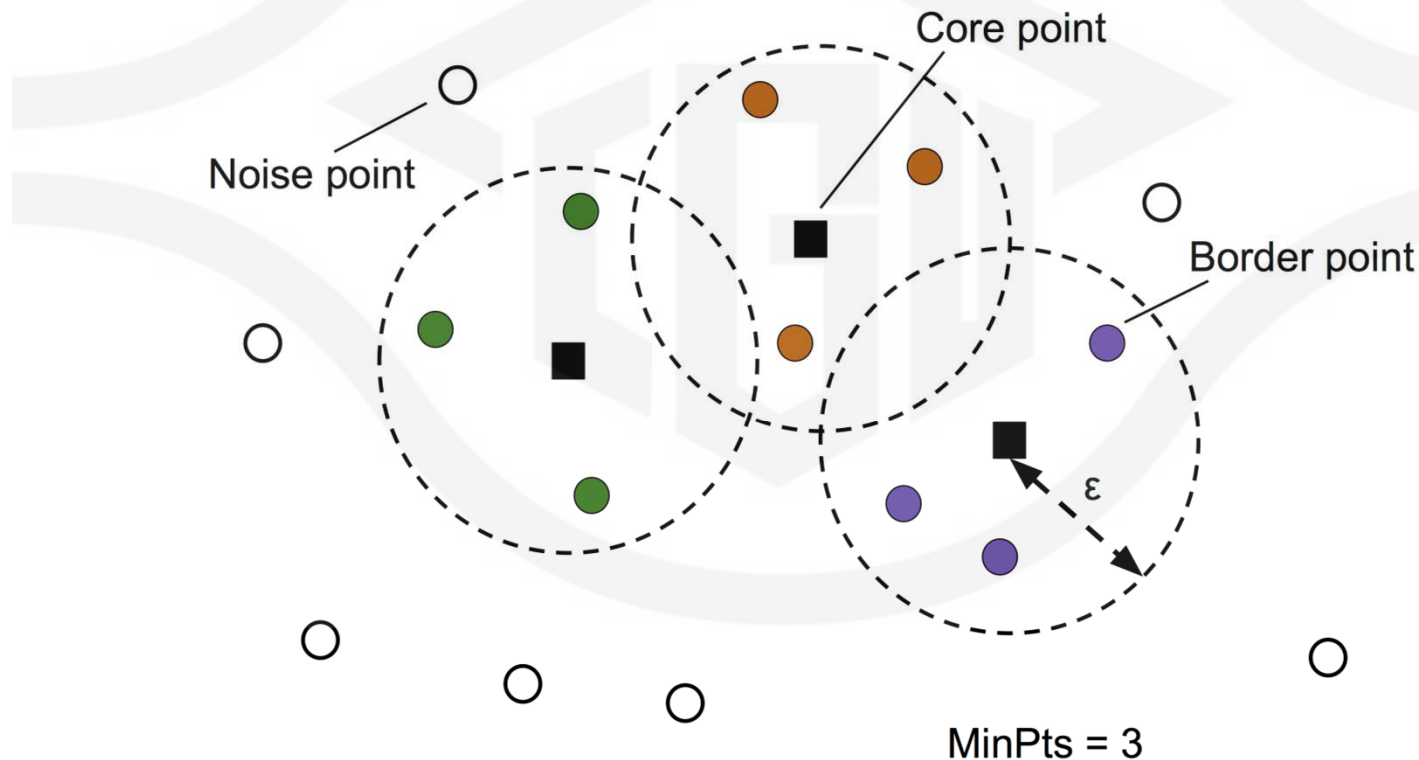 Core point
Noise point
Border point
ε
MinPts = 3